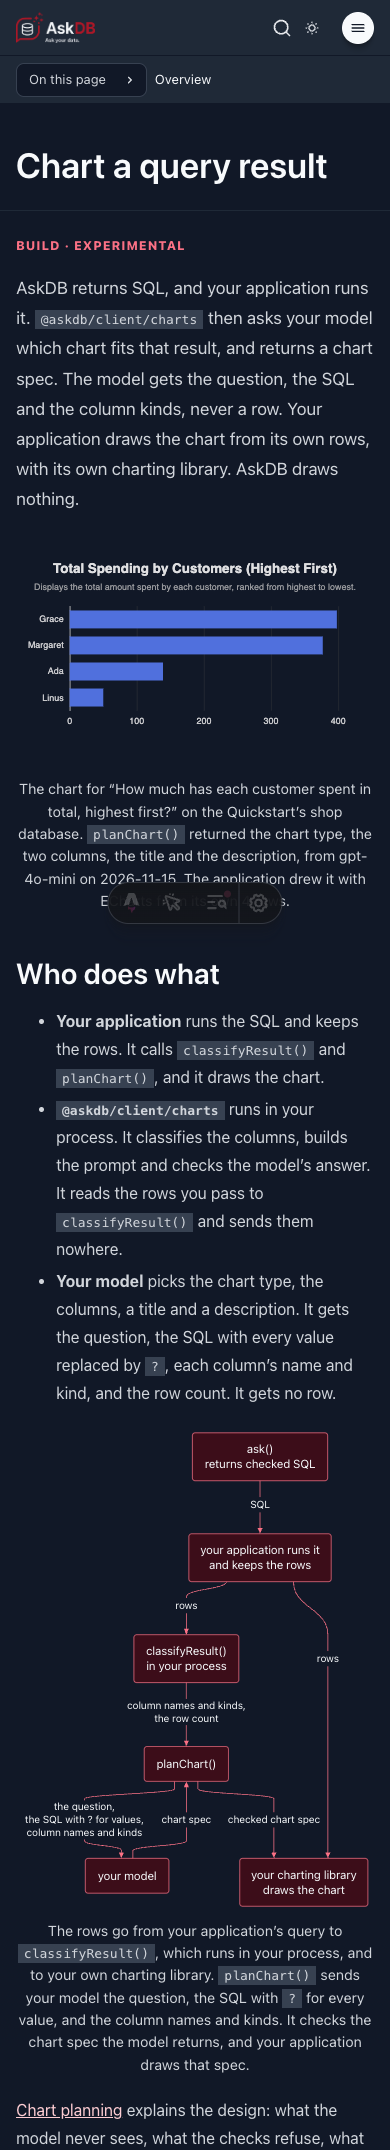 AskDB
Ask your data.
On this page
Overview
Chart a query result
BUILD · EXPERIMENTAL
AskDB returns SQL, and your application runs
it. @askdb/client/charts then asks your model
which chart fits that result, and returns a chart
spec. The model gets the question, the SQL
and the column kinds, never a row. Your
application draws the chart from its own rows,
with its own charting library. AskDB draws
nothing.
Total Spending by Customers (Highest First)
Displays the total amount spent by each customer, ranked from highest to lowest.
Grace
Margaret
Ada
Linus
0 100 200 300 400
The chart for “How much has each customer spent in
total, highest first?” on the Quickstart’s shop
database. planChart() returned the chart type, the
two columns, the title and the description, from gpt-
4o-mini on 2026-11-15. The application drew it with
Who does what
• Your application runs the SQL and keeps
the rows. It calls classifyResult() and
planChart(), and it draws the chart.
• @askdb/client/charts runs in your
process. It classifies the columns, builds
the prompt and checks the model’s answer.
It reads the rows you pass to
classifyResult() and sends them
nowhere.
• Your model picks the chart type, the
columns, a title and a description. It gets
the question, the SQL with every value
replaced by ?, each column’s name and
kind, and the row count. It gets no row.
ask()
returns checked SQL
SQL
your application runs it
and keeps the rows
rows
classifyResult()
in your process
rows
column names and kinds,
the row count
planChart()
the question,
the SQL with ? for values,
column names and kinds
chart spec
checked chart spec
your model
your charting library
draws the chart
The rows go from your application’s query to
classifyResult(), which runs in your process, and
to your own charting library. planChart() sends
your model the question, the SQL with ? for every
value, and the column names and kinds. It checks the
chart spec the model returns, and your application
draws that spec.
Chart planning explains the design: what the
model never sees, what the checks refuse, what